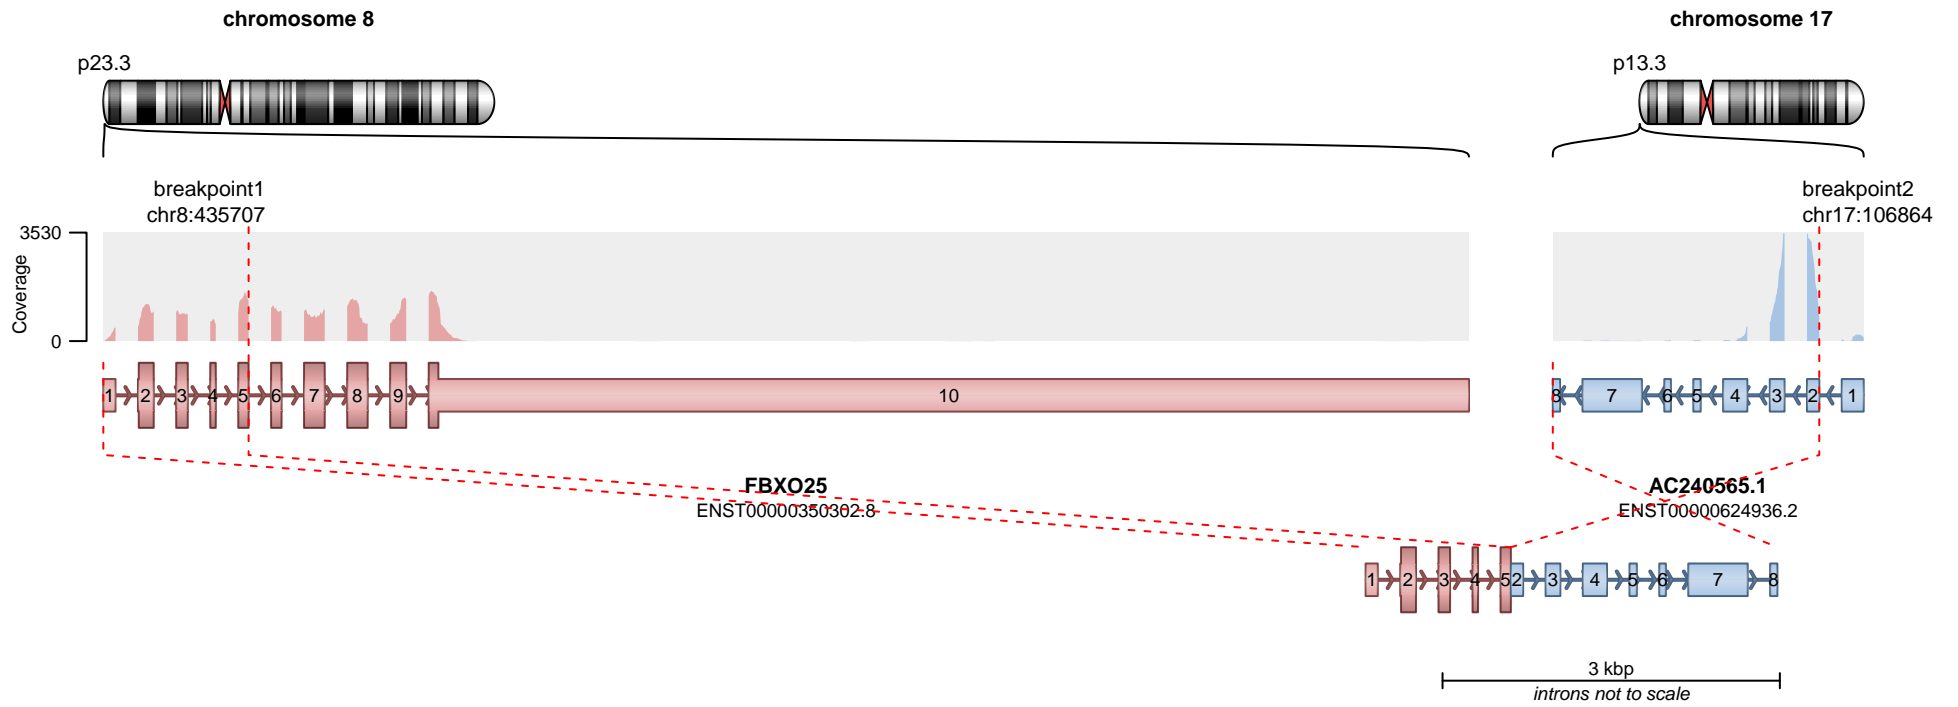 chromosome 8
chromosome 17
p23.3
p13.3
breakpoint1
chr8:435707
breakpoint2
chr17:106864
3530
Coverage
0
1 2 3 4 5 6 7 8 9 10
8 7 6 5 4 3 2 1
FBXO25
ENST00000350302.8
AC240565.1
ENST00000624936.2
1 2 3 4 5 2 3 4 5 6 7 8
3 kbp
introns not to scale